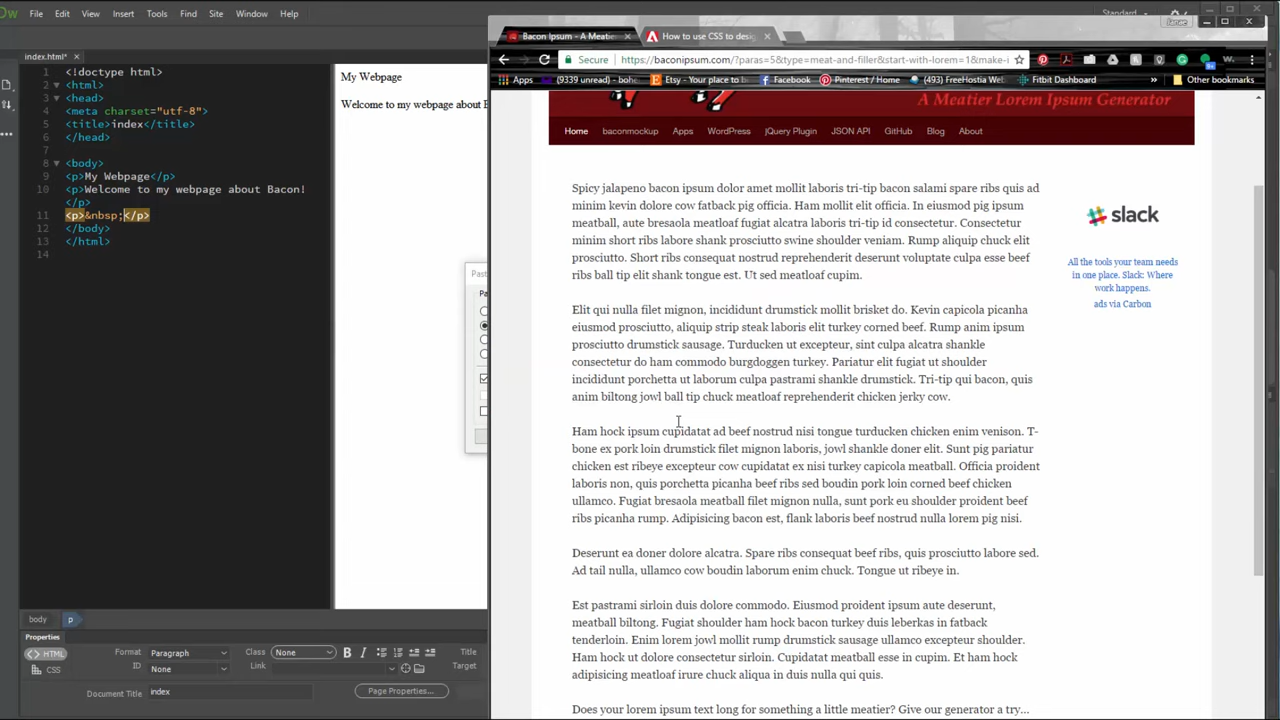 File Edit View Insert Tools Find Site Window Help
Standard
index.html*
1 <!doctype html>
2 <html>
3 <head>
4 <meta charset="utf-8">
5 <title>index</title>
6 </head>
7
8 <body>
9 <p>My Webpage</p>
10 <p>Welcome to my webpage about Bacon!
</p>
11 <p>&nbsp;</p>
12 </body>
13 </html>
14
My Webpage
Welcome to my webpage about B
body p
Properties
<> HTML
CSS
Format Paragraph
ID None
Class None
Link
Title
Target
Document Title index
Page Properties...
Bacon Ipsum - A Meatie
How to use CSS to desig
Secure https://baconipsum.com/?paras=5&type=meat-and-filler&start-with-lorem=1&make-i
Apps
(9339 unread) - bohe
Etsy - Your place to b
Facebook
Pinterest / Home
(493) FreeHostia Web
Fitbit Dashboard
» Other bookmarks
A Meatier Lorem Ipsum Generator
Home baconmockup Apps WordPress jQuery Plugin JSON API GitHub Blog About
Spicy jalapeno bacon ipsum dolor amet mollit laboris tri-tip bacon salami spare ribs quis ad
minim kevin dolore cow fatback pig officia. Ham mollit elit officia. In eiusmod pig ipsum
meatball, aute bresaola meatloaf fugiat alcatra laboris tri-tip id consectetur. Consectetur
minim short ribs labore shank prosciutto swine shoulder veniam. Rump aliquip chuck elit
prosciutto. Short ribs consequat nostrud reprehenderit deserunt voluptate culpa esse beef
ribs ball tip elit shank tongue est. Ut sed meatloaf cupim.
Elit qui nulla filet mignon, incididunt drumstick mollit brisket do. Kevin capicola picanha
eiusmod prosciutto, aliquip strip steak laboris elit turkey corned beef. Rump anim ipsum
prosciutto drumstick sausage. Turducken ut excepteur, sint culpa alcatra shankle
consectetur do ham commodo burgdoggen turkey. Pariatur elit fugiat ut shoulder
incididunt porchetta ut laborum culpa pastrami shankle drumstick. Tri-tip qui bacon, quis
anim biltong jowl ball tip chuck meatloaf reprehenderit chicken jerky cow.
Ham hock ipsum cupidatat ad beef nostrud nisi tongue turducken chicken enim venison. T-
bone ex pork loin drumstick filet mignon laboris, jowl shankle doner elit. Sunt pig pariatur
chicken est ribeye excepteur cow cupidatat ex nisi turkey capicola meatball. Officia proident
laboris non, quis porchetta picanha beef ribs sed boudin pork loin corned beef chicken
ullamco. Fugiat bresaola meatball filet mignon nulla, sunt pork eu shoulder proident beef
ribs picanha rump. Adipisicing bacon est, flank laboris beef nostrud nulla lorem pig nisi.
Deserunt ea doner dolore alcatra. Spare ribs consequat beef ribs, quis prosciutto labore sed.
Ad tail nulla, ullamco cow boudin laborum enim chuck. Tongue ut ribeye in.
Est pastrami sirloin duis dolore commodo. Eiusmod proident ipsum aute deserunt,
meatball biltong. Fugiat shoulder ham hock bacon turkey duis leberkas in fatback
tenderloin. Enim lorem jowl mollit rump drumstick sausage ullamco excepteur shoulder.
Ham hock ut dolore consectetur sirloin. Cupidatat meatball esse in cupim. Et ham hock
adipisicing meatloaf irure chuck aliqua in duis nulla qui quis.
Does your lorem ipsum text long for something a little meatier? Give our generator a try...
slack
All the tools your team needs
in one place. Slack: Where
work happens.
ads via Carbon